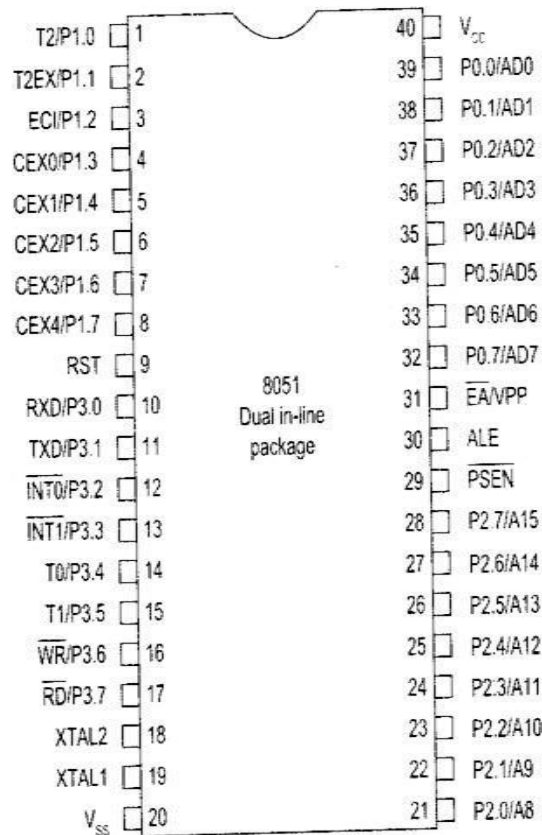 T2/P1.0 1
T2EX/P1.1 2
ECI/P1.2 3
CEX0/P1.3 4
CEX1/P1.4 5
CEX2/P1.5 6
CEX3/P1.6 7
CEX4/P1.7 8
RST 9
RXD/P3.0 10
TXD/P3.1 11
INT0/P3.2 12
INT1/P3.3 13
T0/P3.4 14
T1/P3.5 15
WR/P3.6 16
RD/P3.7 17
XTAL2 18
XTAL1 19
VSS 20
8051
Dual in-line
package
40 VCC
39 P0.0/AD0
38 P0.1/AD1
37 P0.2/AD2
36 P0.3/AD3
35 P0.4/AD4
34 P0.5/AD5
33 P0.6/AD6
32 P0.7/AD7
31 EA/VPP
30 ALE
29 PSEN
28 P2.7/A15
27 P2.6/A14
26 P2.5/A13
25 P2.4/A12
24 P2.3/A11
23 P2.2/A10
22 P2.1/A9
21 P2.0/A8